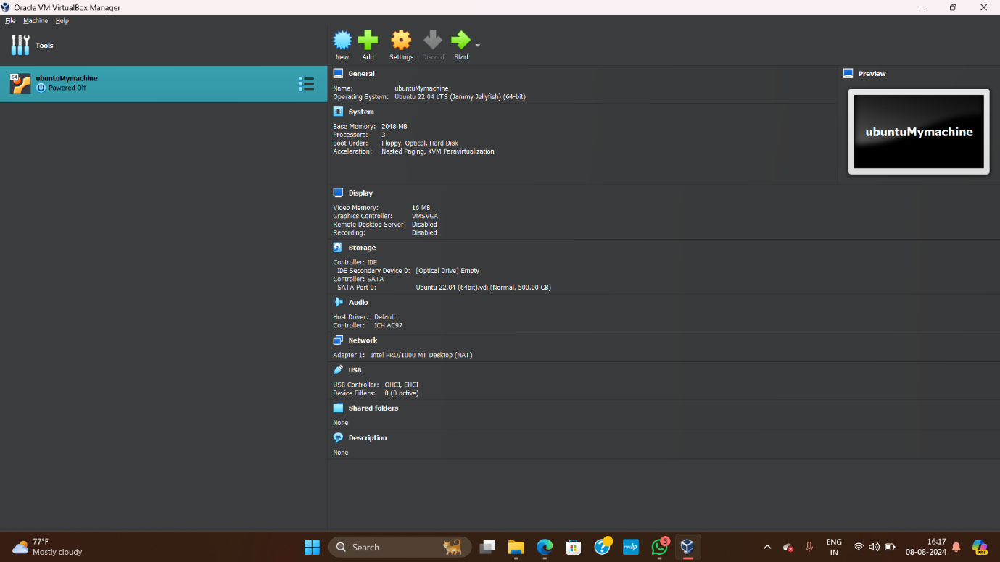 Oracle VM VirtualBox Manager
File Machine Help
Tools
New Add Settings Discard Start
64
ubuntuMymachine
Powered Off
General
Name: ubuntuMymachine
Operating System: Ubuntu 22.04 LTS (Jammy Jellyfish) (64-bit)
System
Base Memory: 2048 MB
Processors: 3
Boot Order: Floppy, Optical, Hard Disk
Acceleration: Nested Paging, KVM Paravirtualization
Preview
ubuntuMymachine
Display
Video Memory: 16 MB
Graphics Controller: VMSVGA
Remote Desktop Server: Disabled
Recording: Disabled
Storage
Controller: IDE
IDE Secondary Device 0: [Optical Drive] Empty
Controller: SATA
SATA Port 0: Ubuntu 22.04 (64bit).vdi (Normal, 500.00 GB)
Audio
Host Driver: Default
Controller: ICH AC97
Network
Adapter 1: Intel PRO/1000 MT Desktop (NAT)
USB
USB Controller: OHCI, EHCI
Device Filters: 0 (0 active)
Shared folders
None
Description
None
77°F
Mostly cloudy
Search
myhp
3
ENG
IN
16:17
08-08-2024
PRE